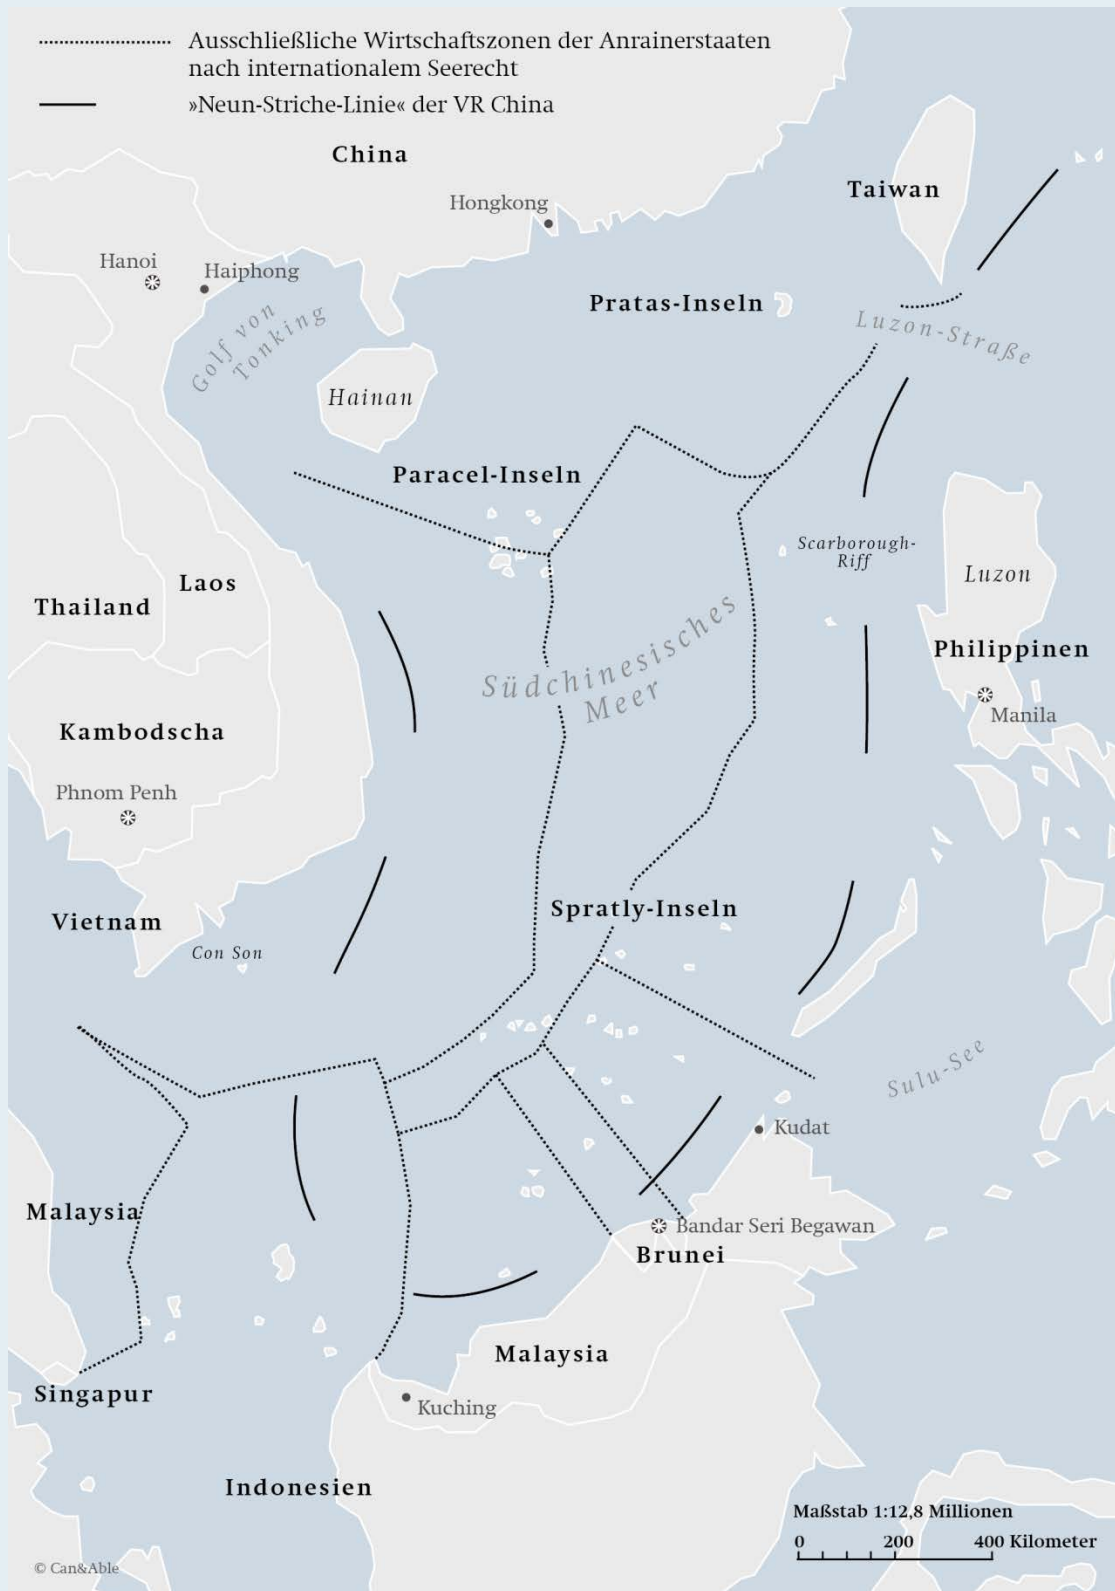 Ausschließliche Wirtschaftszonen der Anrainerstaaten
nach internationalem Seerecht
»Neun-Striche-Linie« der VR China
China
Taiwan
Hongkong
Hanoi
Haiphong
Pratas-Inseln
Golf von
Tonking
Luzon-Straße
Hainan
Paracel-Inseln
Scarborough-
Riff
Luzon
Laos
Thailand
Südchinesisches
Meer
Philippinen
Manila
Kambodscha
Phnom Penh
Spratly-Inseln
Vietnam
Con Son
Sulu-See
Kudat
Malaysia
Bandar Seri Begawan
Brunei
Malaysia
Singapur
Kuching
Indonesien
Maßstab 1:12,8 Millionen
0 200 400 Kilometer
© Can&Able